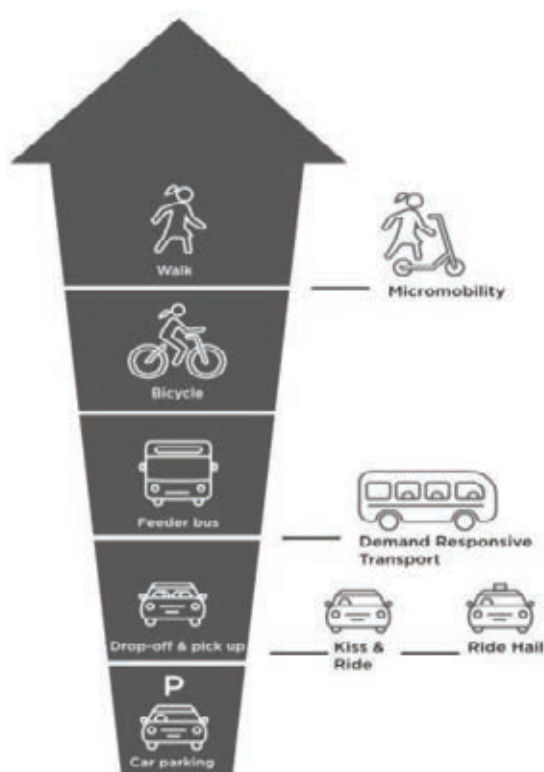 Walk
Micromobility
Bicycle
Feeder bus
Demand Responsive
Transport
Drop-off & pick up
Kiss &
Ride
Ride Hail
P
Car parking